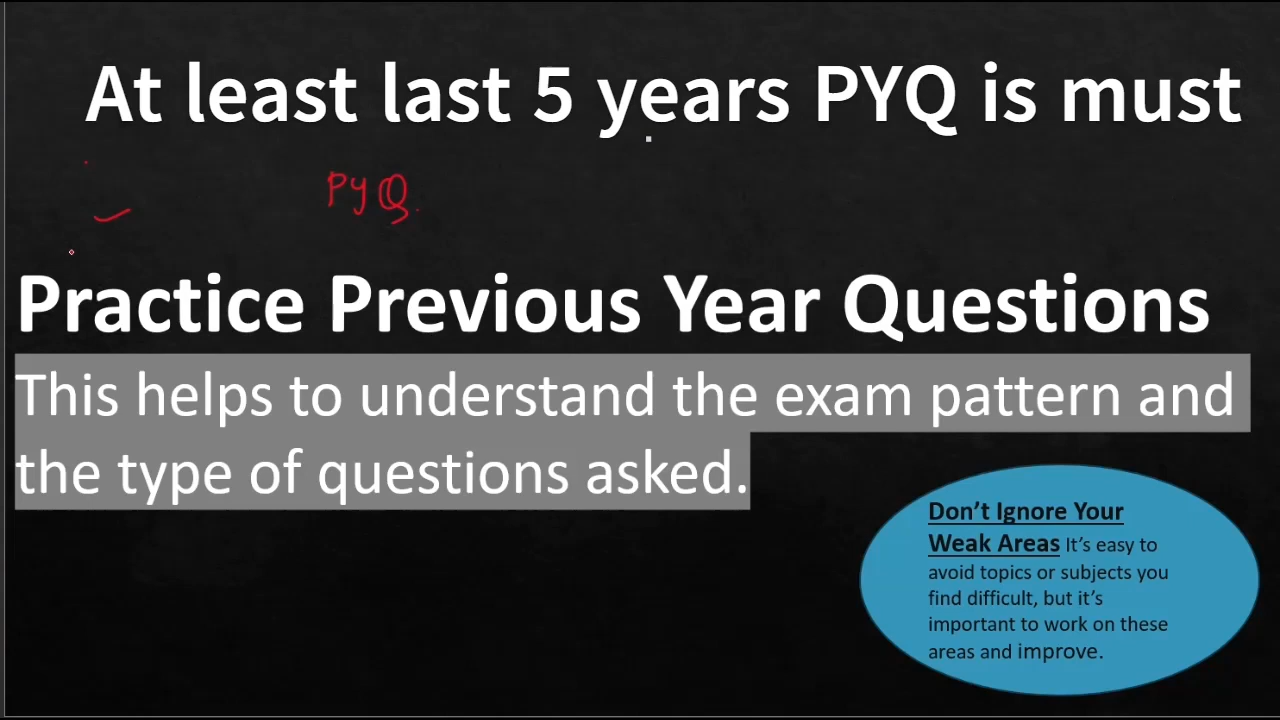 At least last 5 years PYQ is must
PYQ
Practice Previous Year Questions
This helps to understand the exam pattern and
the type of questions asked.
Don’t Ignore Your
Weak Areas It’s easy to
avoid topics or subjects you
find difficult, but it’s
important to work on these
areas and improve.